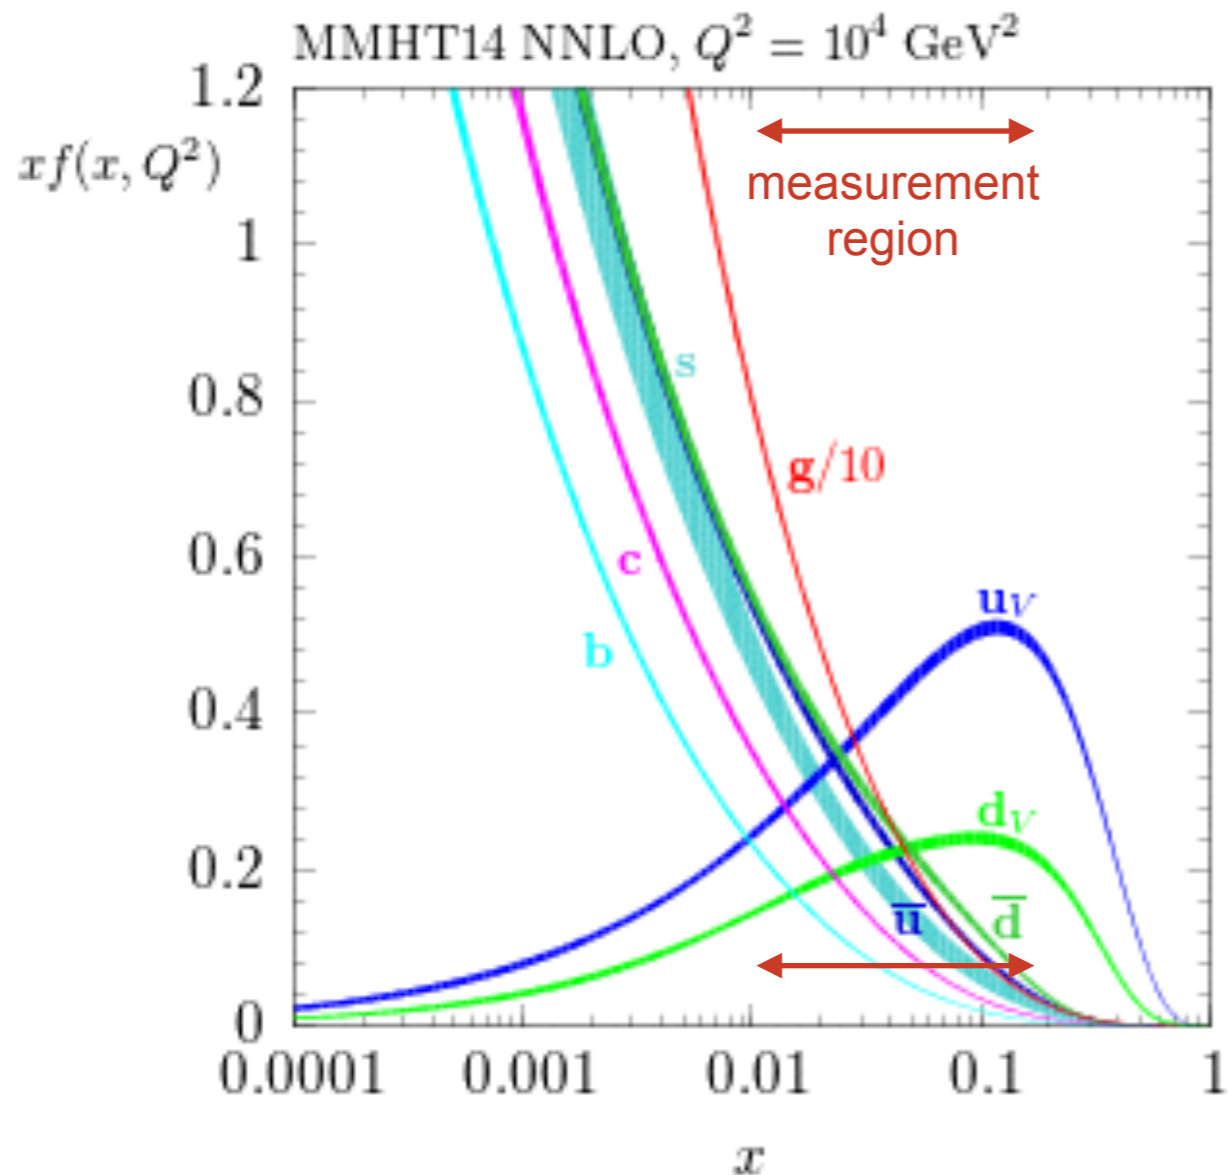 MMHT14 NNLO, Q² = 10⁴ GeV²
1.2
xf(x, Q²)
measurement
region
1
s
0.8
g/10
0.6
c
u_V
b
0.4
d_V
0.2
ū
d̄
0
0.0001
0.001
0.01
0.1
1
x